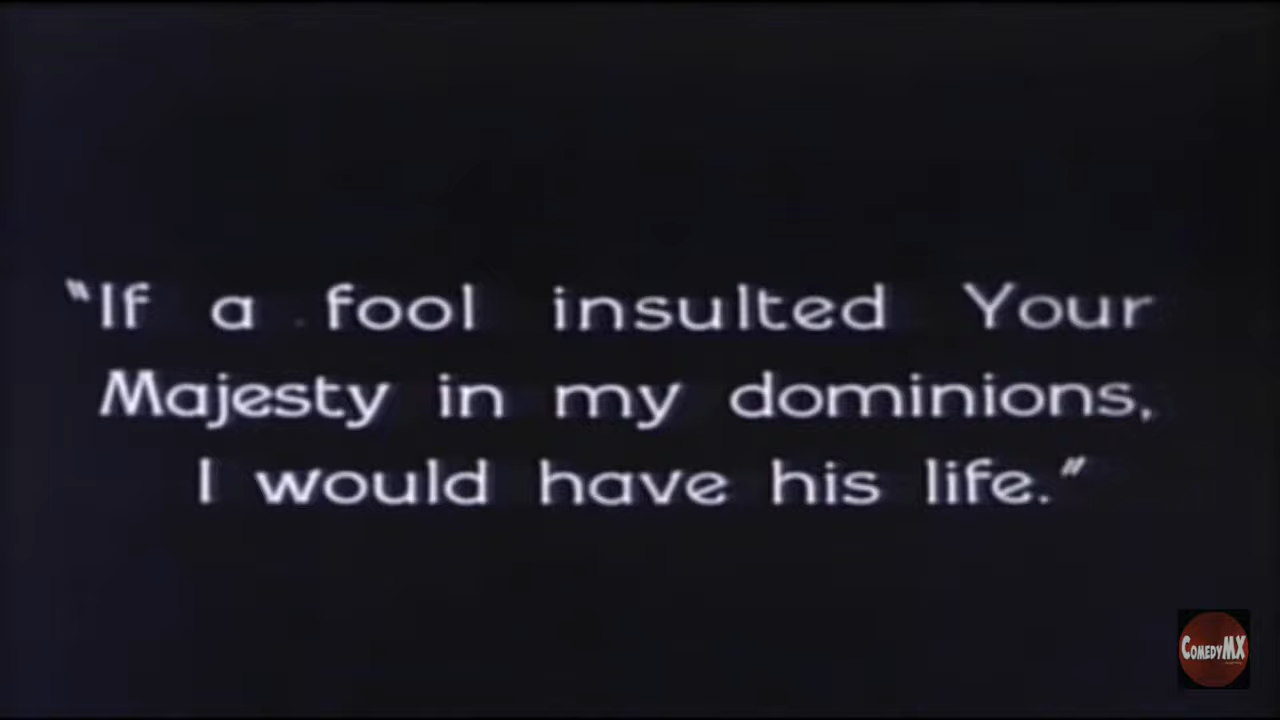 "If a fool insulted Your
Majesty in my dominions,
I would have his life."
COMEDYMX